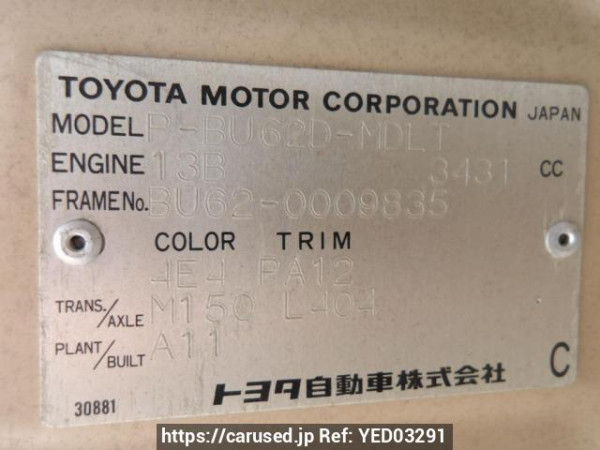 TOYOTA MOTOR CORPORATION JAPAN
MODEL P-BU62D-MDLT
ENGINE 13B 3431 CC
FRAME No. BU62-0009835
COLOR TRIM
4E4 PA12
TRANS./AXLE M150 L404
PLANT/BUILT A11
C
トヨタ自動車株式会社
30881
https://carused.jp Ref: YED03291